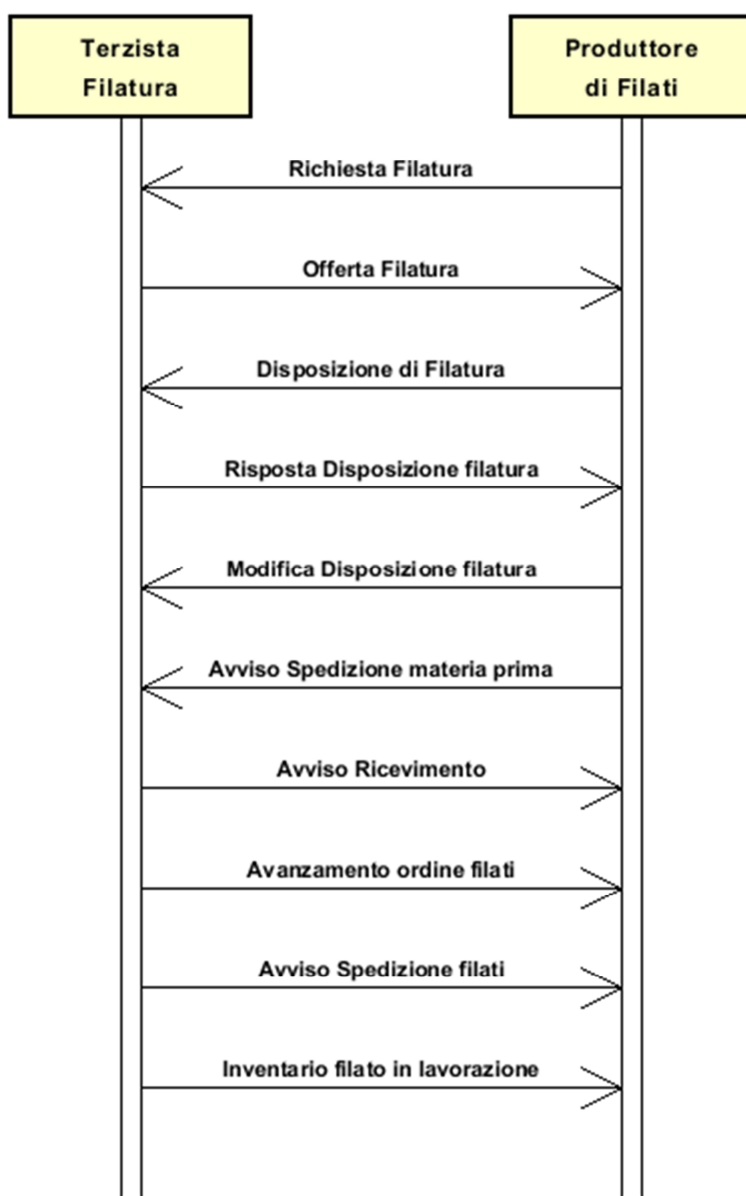 Terzista
Filatura
Produttore
di Filati
Richiesta Filatura
Offerta Filatura
Disposizione di Filatura
Risposta Disposizione filatura
Modifica Disposizione filatura
Avviso Spedizione materia prima
Avviso Ricevimento
Avanzamento ordine filati
Avviso Spedizione filati
Inventario filato in lavorazione